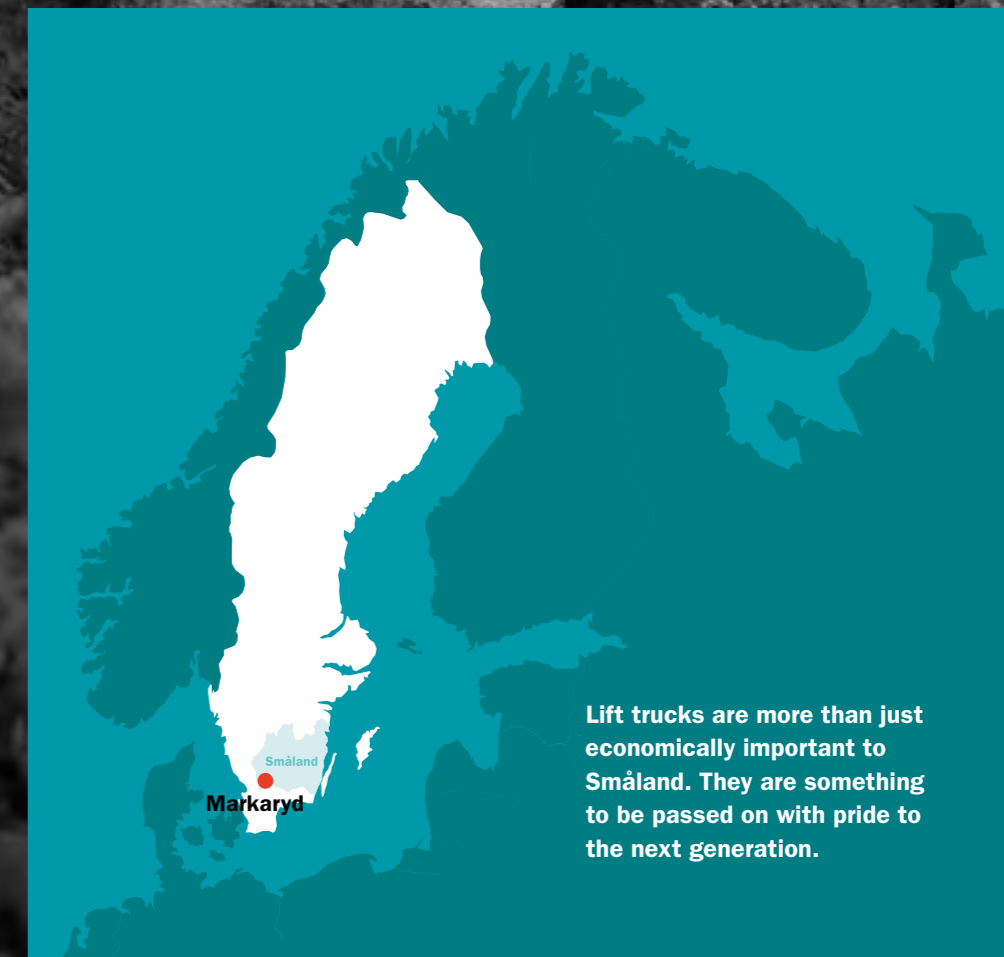 Lift trucks are more than just
economically important to
Småland. They are something
to be passed on with pride to
the next generation.
Småland
Markaryd